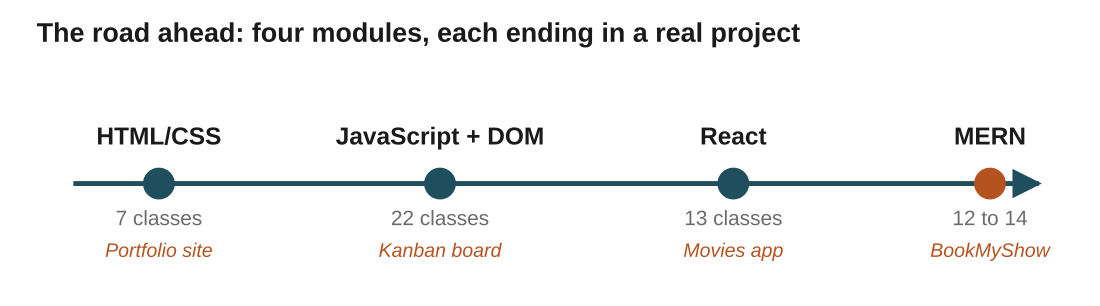 The road ahead: four modules, each ending in a real project
HTML/CSS
JavaScript + DOM
React
MERN
7 classes
22 classes
13 classes
12 to 14
Portfolio site
Kanban board
Movies app
BookMyShow